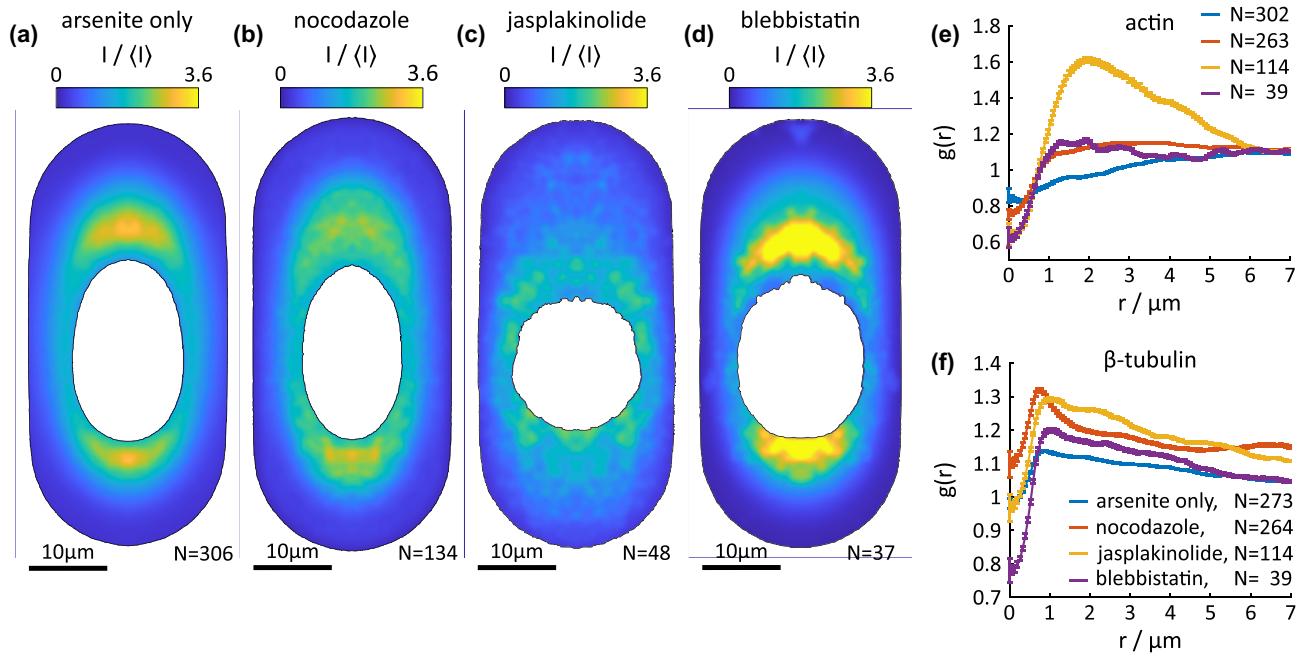 (a) arsenite only
I / ⟨I⟩
0 3.6
10µm N=306
(b) nocodazole
I / ⟨I⟩
0 3.6
10µm N=134
(c) jasplakinolide
I / ⟨I⟩
0 3.6
10µm N=48
(d) blebbistatin
I / ⟨I⟩
0 3.6
10µm N=37
(e) actin
N=302
N=263
N=114
N= 39
1.8
1.6
1.4
1.2
1
0.8
0.6
g(r)
0 1 2 3 4 5 6 7
r / µm
(f) β-tubulin
1.4
1.3
1.2
1.1
1
0.9
0.8
0.7
g(r)
arsenite only, N=273
nocodazole, N=264
jasplakinolide, N=114
blebbistatin, N= 39
0 1 2 3 4 5 6 7
r / µm